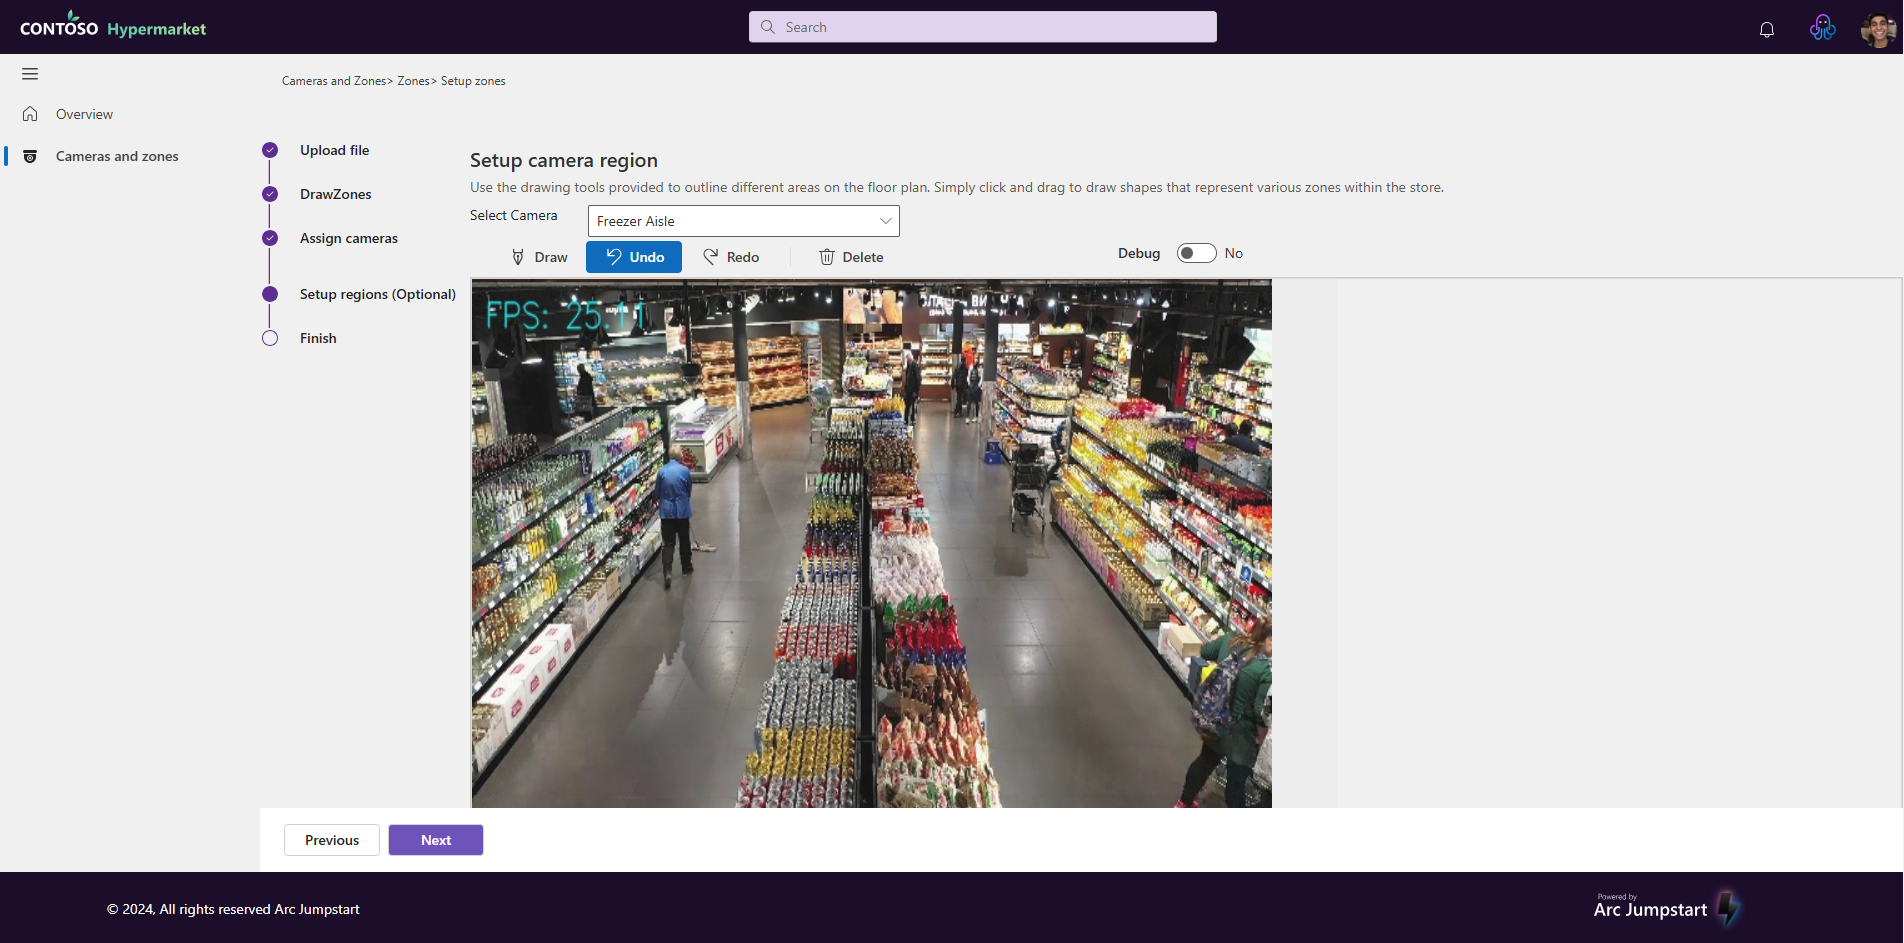 CONTOSO Hypermarket
Search
Cameras and Zones> Zones> Setup zones
Overview
Cameras and zones
Upload file
DrawZones
Assign cameras
Setup regions (Optional)
Finish
Setup camera region
Use the drawing tools provided to outline different areas on the floor plan. Simply click and drag to draw shapes that represent various zones within the store.
Select Camera
Freezer Aisle
Draw
Undo
Redo
Delete
Debug
No
FPS: 25.11
Previous
Next
© 2024, All rights reserved Arc Jumpstart
Powered by
Arc Jumpstart